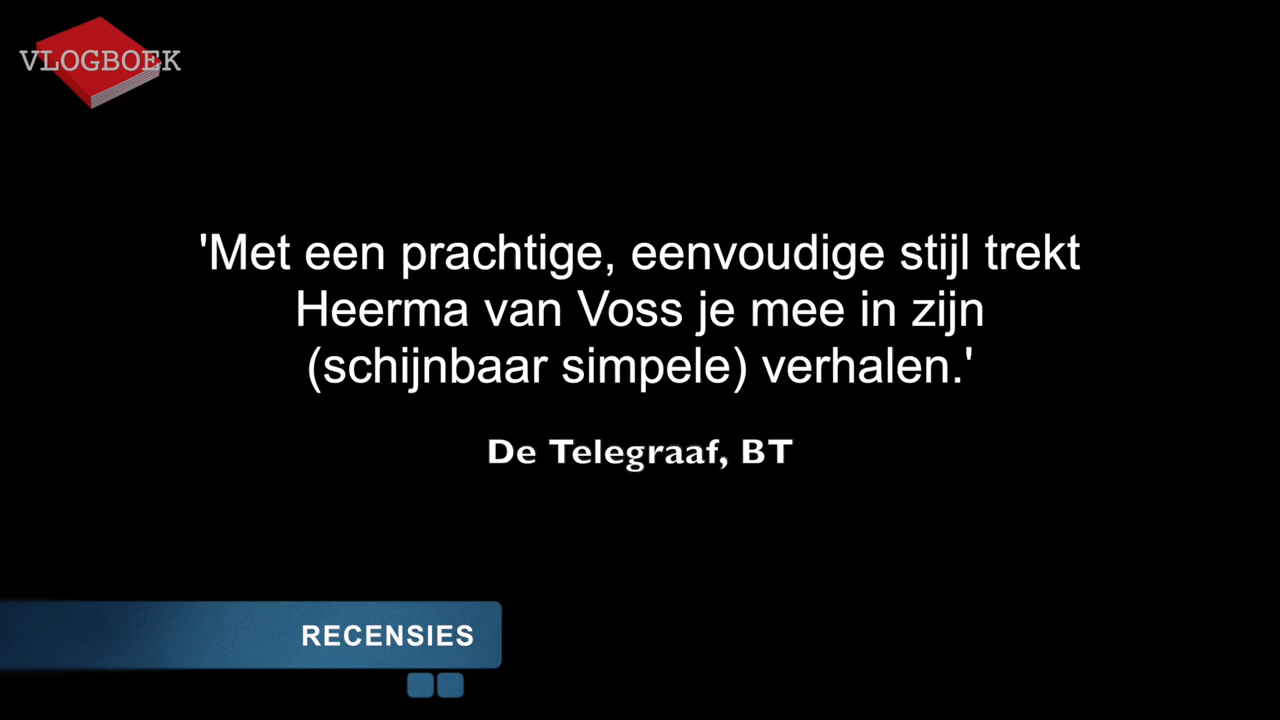 VLOGBOEK
'Met een prachtige, eenvoudige stijl trekt
Heerma van Voss je mee in zijn
(schijnbaar simpele) verhalen.'
De Telegraaf, BT
RECENSIES